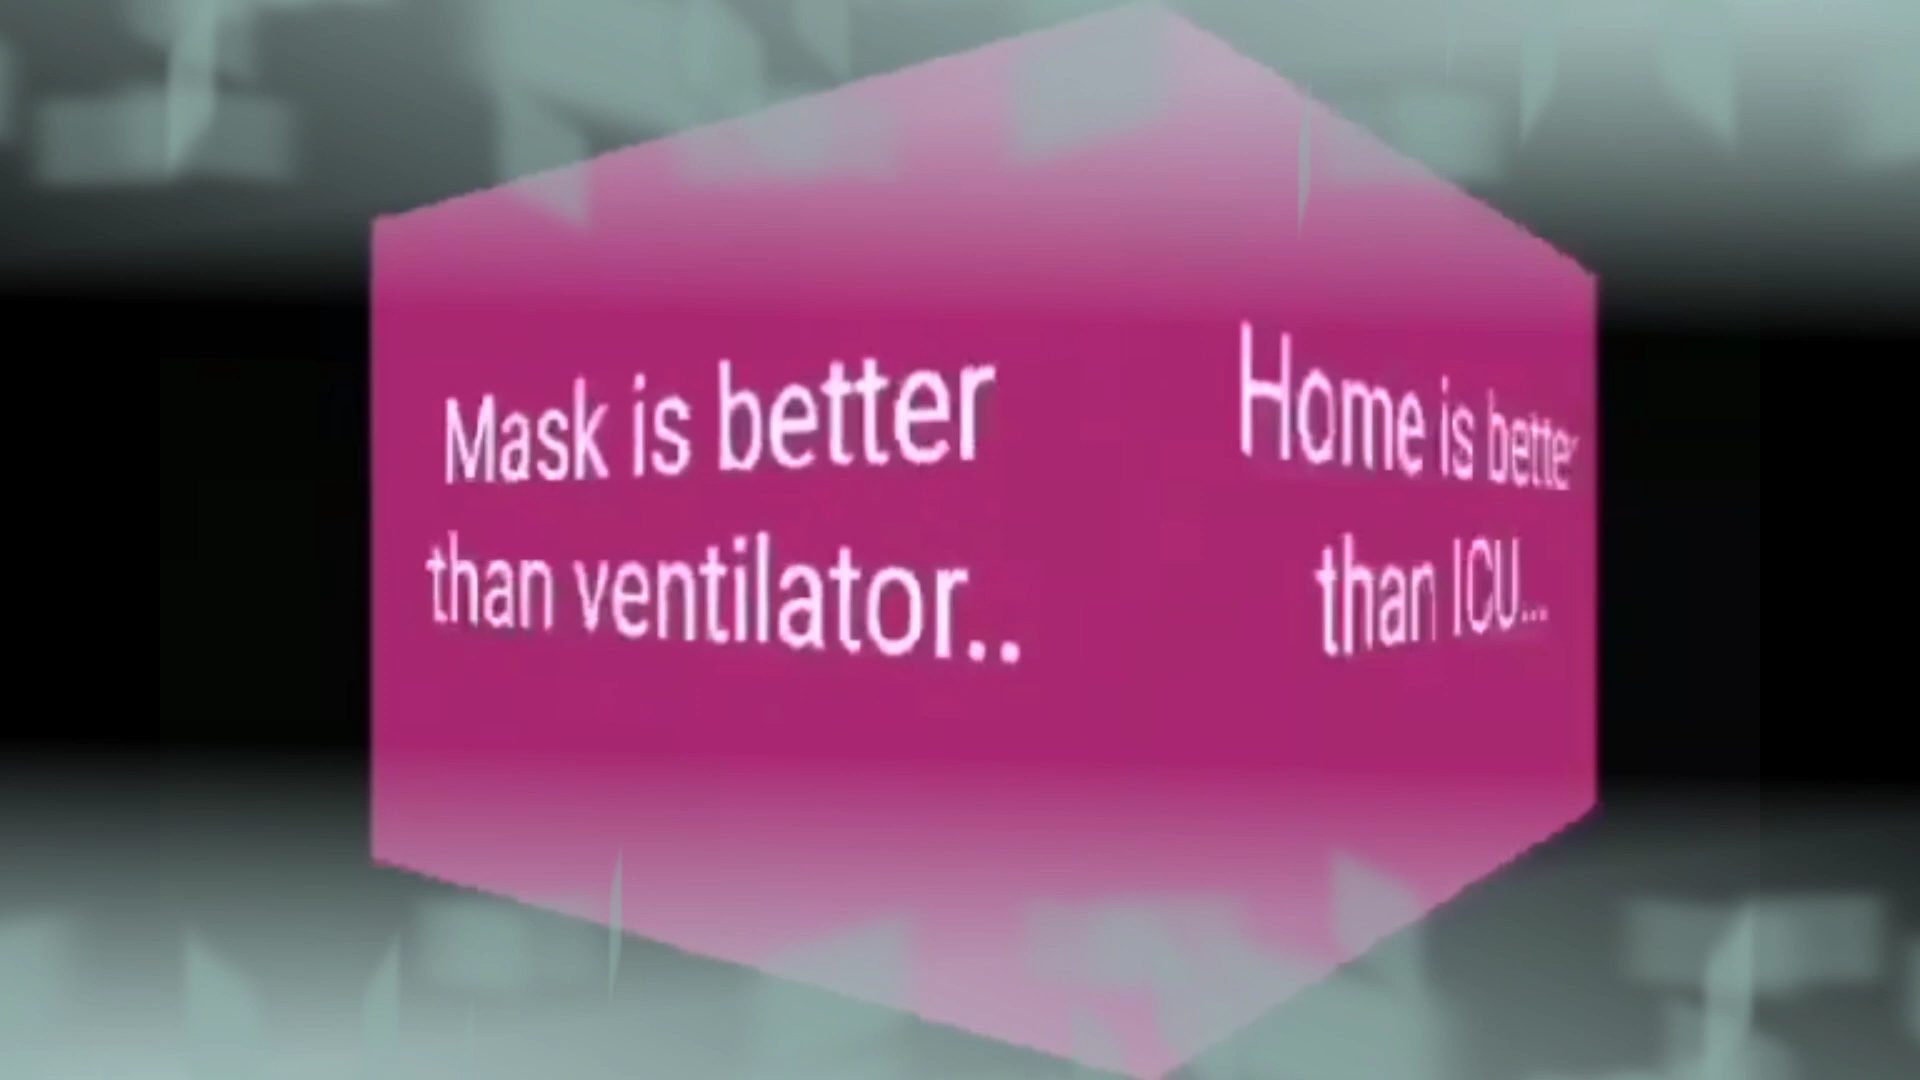 Mask is better
than ventilator..
Home is better
than ICU...